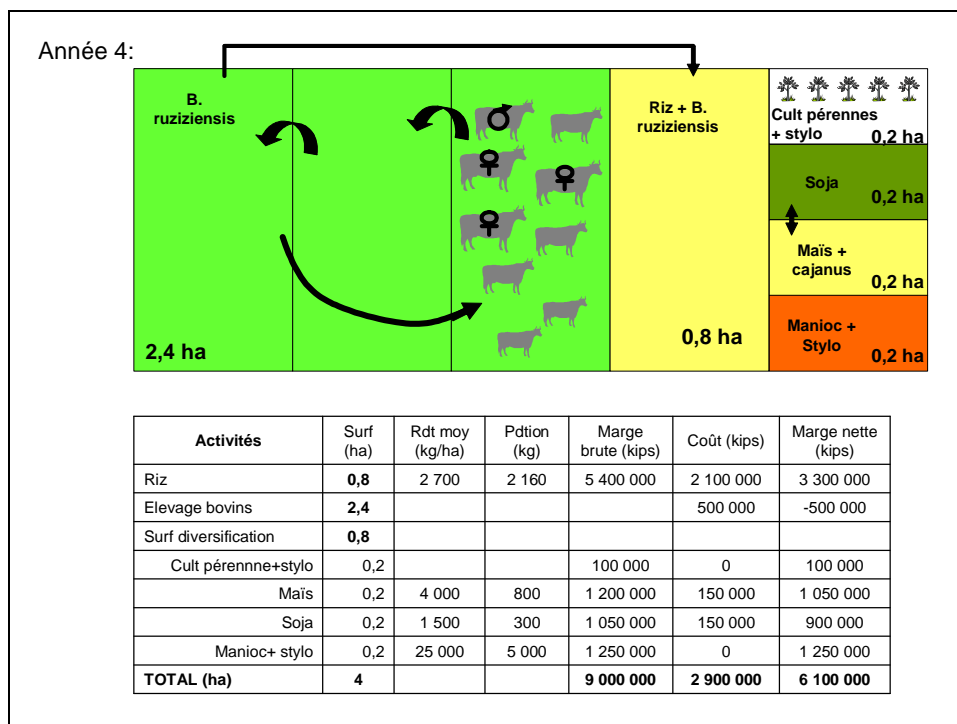 Année 4:
B.
ruziziensis
2,4 ha
Riz + B.
ruziziensis
0,8 ha
Cult pérennes
+ stylo
0,2 ha
Soja
0,2 ha
Maïs +
cajanus
0,2 ha
Manioc +
Stylo
0,2 ha
Activités Surf (ha) Rdt moy (kg/ha) Pdtion (kg) Marge brute (kips) Coût (kips) Marge nette (kips)
Riz 0,8 2 700 2 160 5 400 000 2 100 000 3 300 000
Elevage bovins 2,4 500 000 -500 000
Surf diversification 0,8
Cult pérennne+stylo 0,2 100 000 0 100 000
Maïs 0,2 4 000 800 1 200 000 150 000 1 050 000
Soja 0,2 1 500 300 1 050 000 150 000 900 000
Manioc+ stylo 0,2 25 000 5 000 1 250 000 0 1 250 000
TOTAL (ha) 4 9 000 000 2 900 000 6 100 000